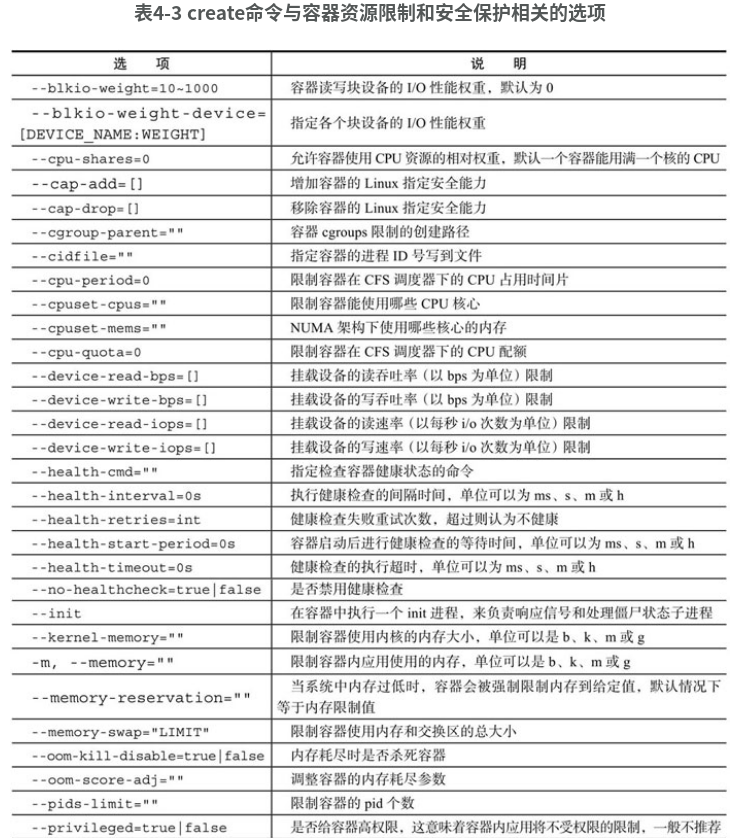 表4-3 create命令与容器资源限制和安全保护相关的选项
选 项 说 明
--blkio-weight=10~1000 容器读写块设备的 I/O 性能权重，默认为 0
--blkio-weight-device=
[DEVICE_NAME:WEIGHT] 指定各个块设备的 I/O 性能权重
--cpu-shares=0 允许容器使用 CPU 资源的相对权重，默认一个容器能用满一个核的 CPU
--cap-add=[] 增加容器的 Linux 指定安全能力
--cap-drop=[] 移除容器的 Linux 指定安全能力
--cgroup-parent="" 容器 cgroups 限制的创建路径
--cidfile="" 指定容器的进程 ID 号写到文件
--cpu-period=0 限制容器在 CFS 调度器下的 CPU 占用时间片
--cpuset-cpus="" 限制容器能使用哪些 CPU 核心
--cpuset-mems="" NUMA 架构下使用哪些核心的内存
--cpu-quota=0 限制容器在 CFS 调度器下的 CPU 配额
--device-read-bps=[] 挂载设备的读吞吐率（以 bps 为单位）限制
--device-write-bps=[] 挂载设备的写吞吐率（以 bps 为单位）限制
--device-read-iops=[] 挂载设备的读速率（以每秒 i/o 次数为单位）限制
--device-write-iops=[] 挂载设备的写速率（以每秒 i/o 次数为单位）限制
--health-cmd="" 指定检查容器健康状态的命令
--health-interval=0s 执行健康检查的间隔时间，单位可以为 ms、s、m 或 h
--health-retries=int 健康检查失败重试次数，超过则认为不健康
--health-start-period=0s 容器启动后进行健康检查的等待时间，单位可以为 ms、s、m 或 h
--health-timeout=0s 健康检查的执行超时，单位可以为 ms、s、m 或 h
--no-healthcheck=true|false 是否禁用健康检查
--init 在容器中执行一个 init 进程，来负责响应信号和处理僵尸状态子进程
--kernel-memory="" 限制容器使用内核的内存大小，单位可以是 b、k、m 或 g
-m, --memory="" 限制容器内应用使用的内存，单位可以是 b、k、m 或 g
--memory-reservation="" 当系统中内存过低时，容器会被强制限制内存到给定值，默认情况下
等于内存限制值
--memory-swap="LIMIT" 限制容器使用内存和交换区的总大小
--oom-kill-disable=true|false 内存耗尽时是否杀死容器
--oom-score-adj="" 调整容器的内存耗尽参数
--pids-limit="" 限制容器的 pid 个数
--privileged=true|false 是否给容器高权限，这意味着容器内应用将不受权限的限制，一般不推荐